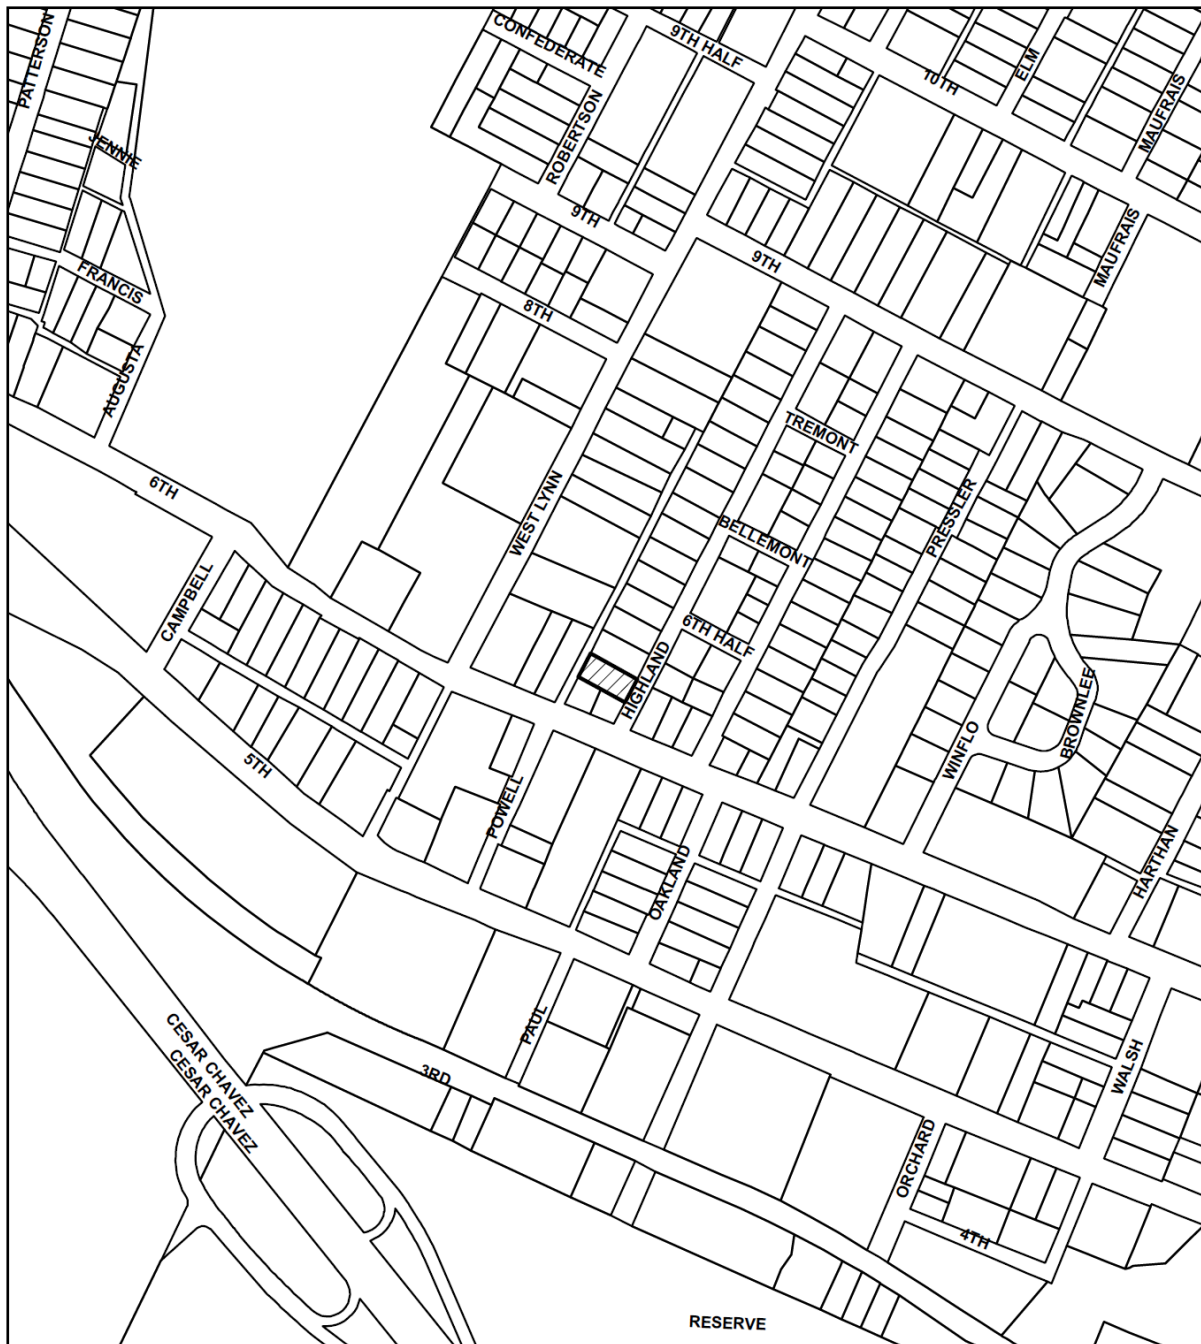 PATTERSON
CONFEDERATE
9TH HALF
10TH
ELM
MAUFRAIS
JENNIE
ROBERTSON
9TH
MAUFRAIS
FRANCIS
9TH
8TH
AUGUSTA
TREMONT
6TH
WEST LYNN
BELLEMONT
PRESSLER
CAMPBELL
6TH HALF
HIGHLAND
BROWNLEE
WINFLO
5TH
POWELL
OAKLAND
HARTHAN
PAUL
CESAR CHAVEZ
CESAR CHAVEZ
3RD
WALSH
ORCHARD
4TH
RESERVE